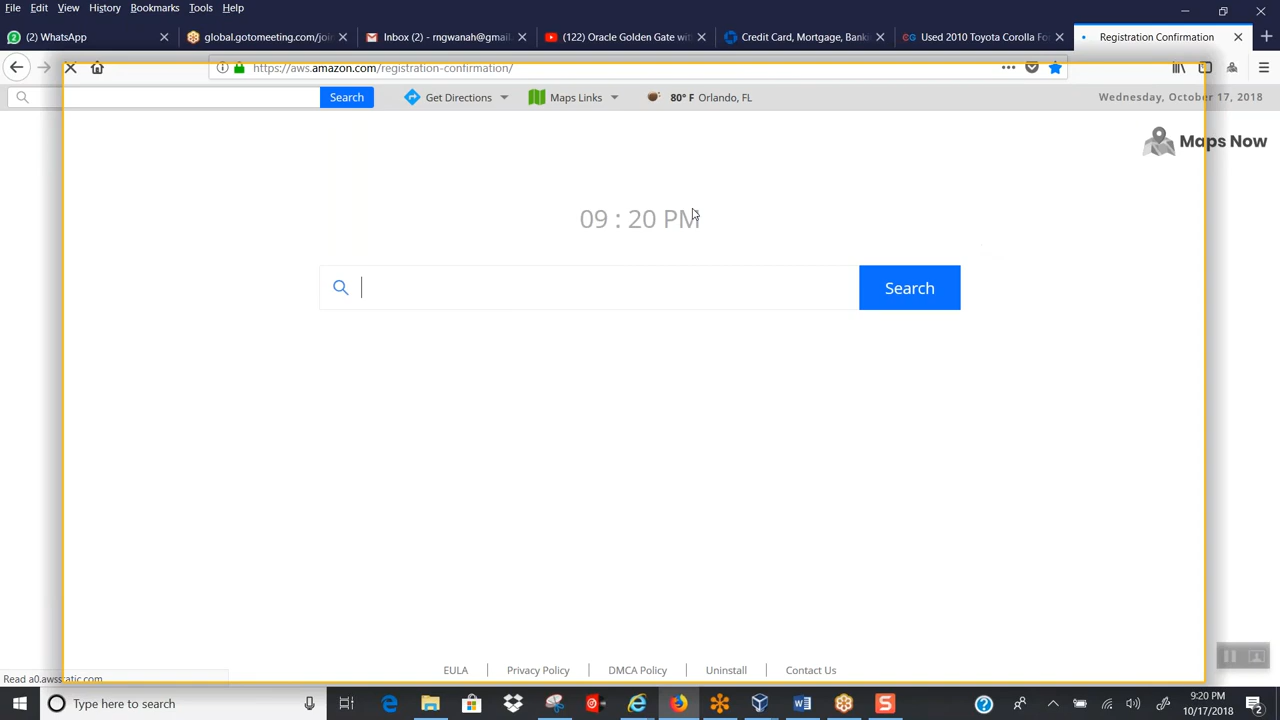 File Edit View History Bookmarks Tools Help
(2) WhatsApp
global.gotomeeting.com/join
Inbox (2) - rngwanah@gmail.
(122) Oracle Golden Gate wit
Credit Card, Mortgage, Banki
Used 2010 Toyota Corolla Fo
Registration Confirmation
https://aws.amazon.com/registration-confirmation/
Search
Get Directions
Maps Links
80° F Orlando, FL
Wednesday, October 17, 2018
Maps Now
09 : 20 PM
Search
EULA
Privacy Policy
DMCA Policy
Uninstall
Contact Us
Read a0.awsstatic.com
Type here to search
9:20 PM
10/17/2018